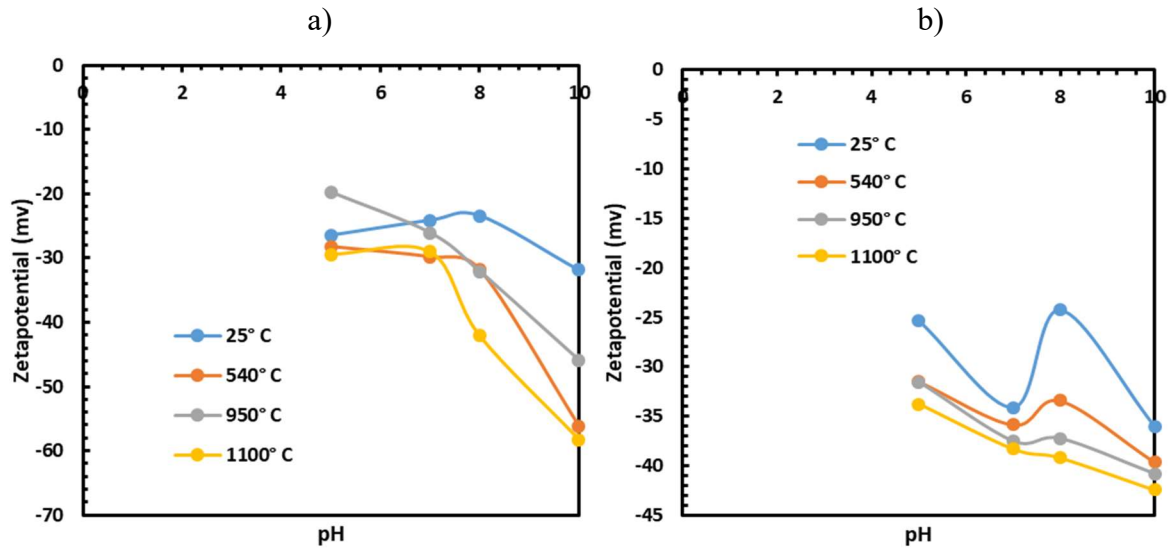 a)
0
0 2 4 6 8 10
-10
-20
-30
-40
-50
-60
-70
Zetapotential (mv)
25° C
540° C
950° C
1100° C
pH
b)
0
0 2 4 6 8 10
-5
-10
-15
-20
-25
-30
-35
-40
-45
Zetapotential (mv)
25° C
540° C
950° C
1100° C
pH